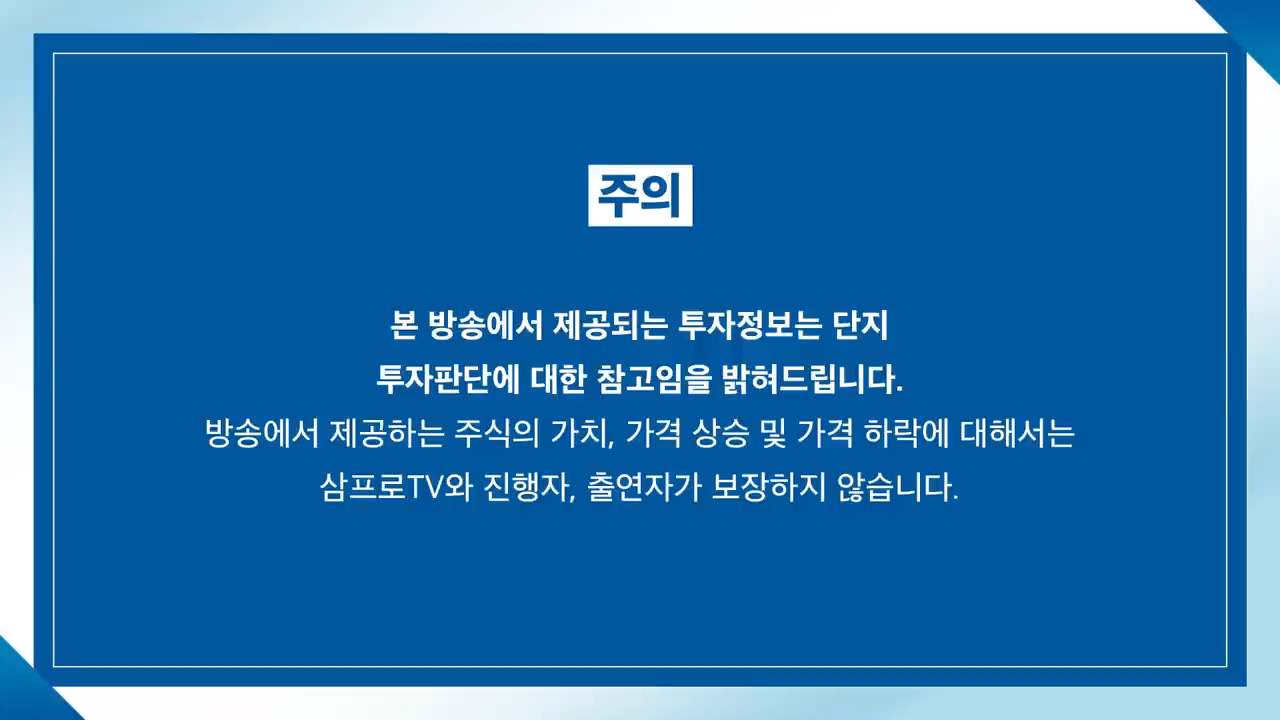 주의
본 방송에서 제공되는 투자정보는 단지
투자판단에 대한 참고임을 밝혀드립니다.
방송에서 제공하는 주식의 가치, 가격 상승 및 가격 하락에 대해서는
삼프로TV와 진행자, 출연자가 보장하지 않습니다.